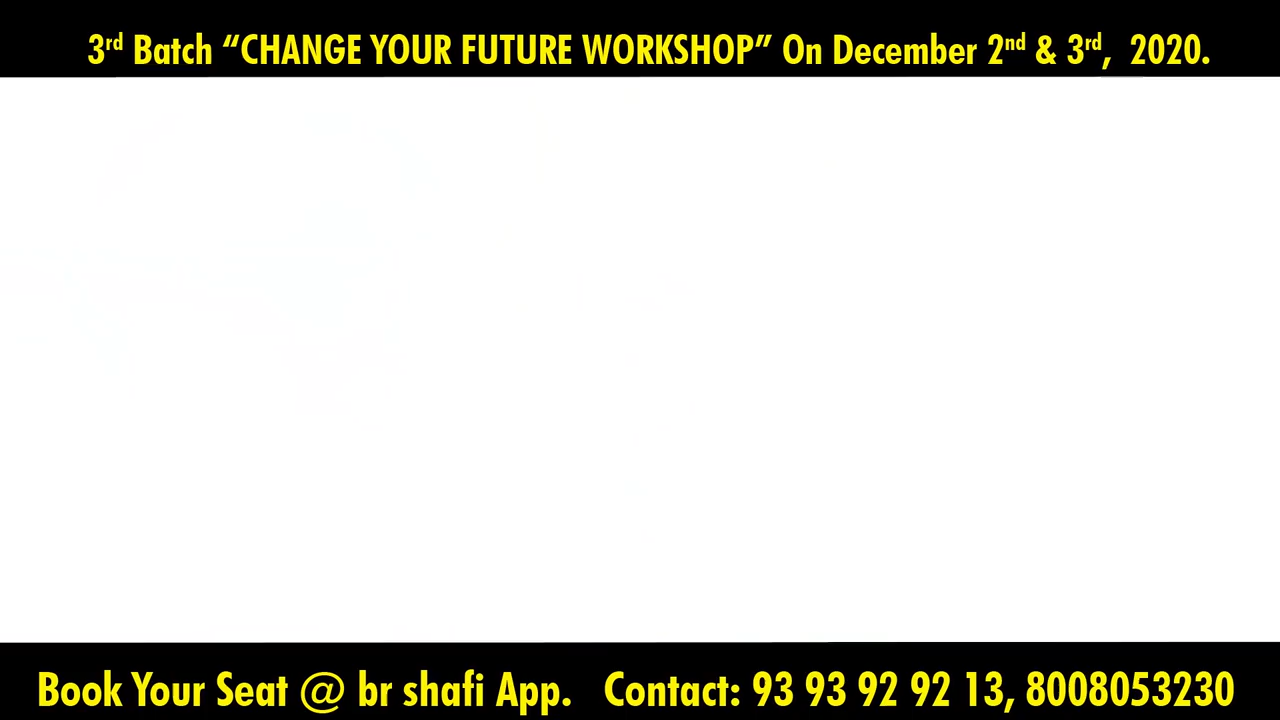 3rd Batch “CHANGE YOUR FUTURE WORKSHOP” On December 2nd & 3rd, 2020.
Book Your Seat @ br shafi App. Contact: 93 93 92 92 13, 8008053230